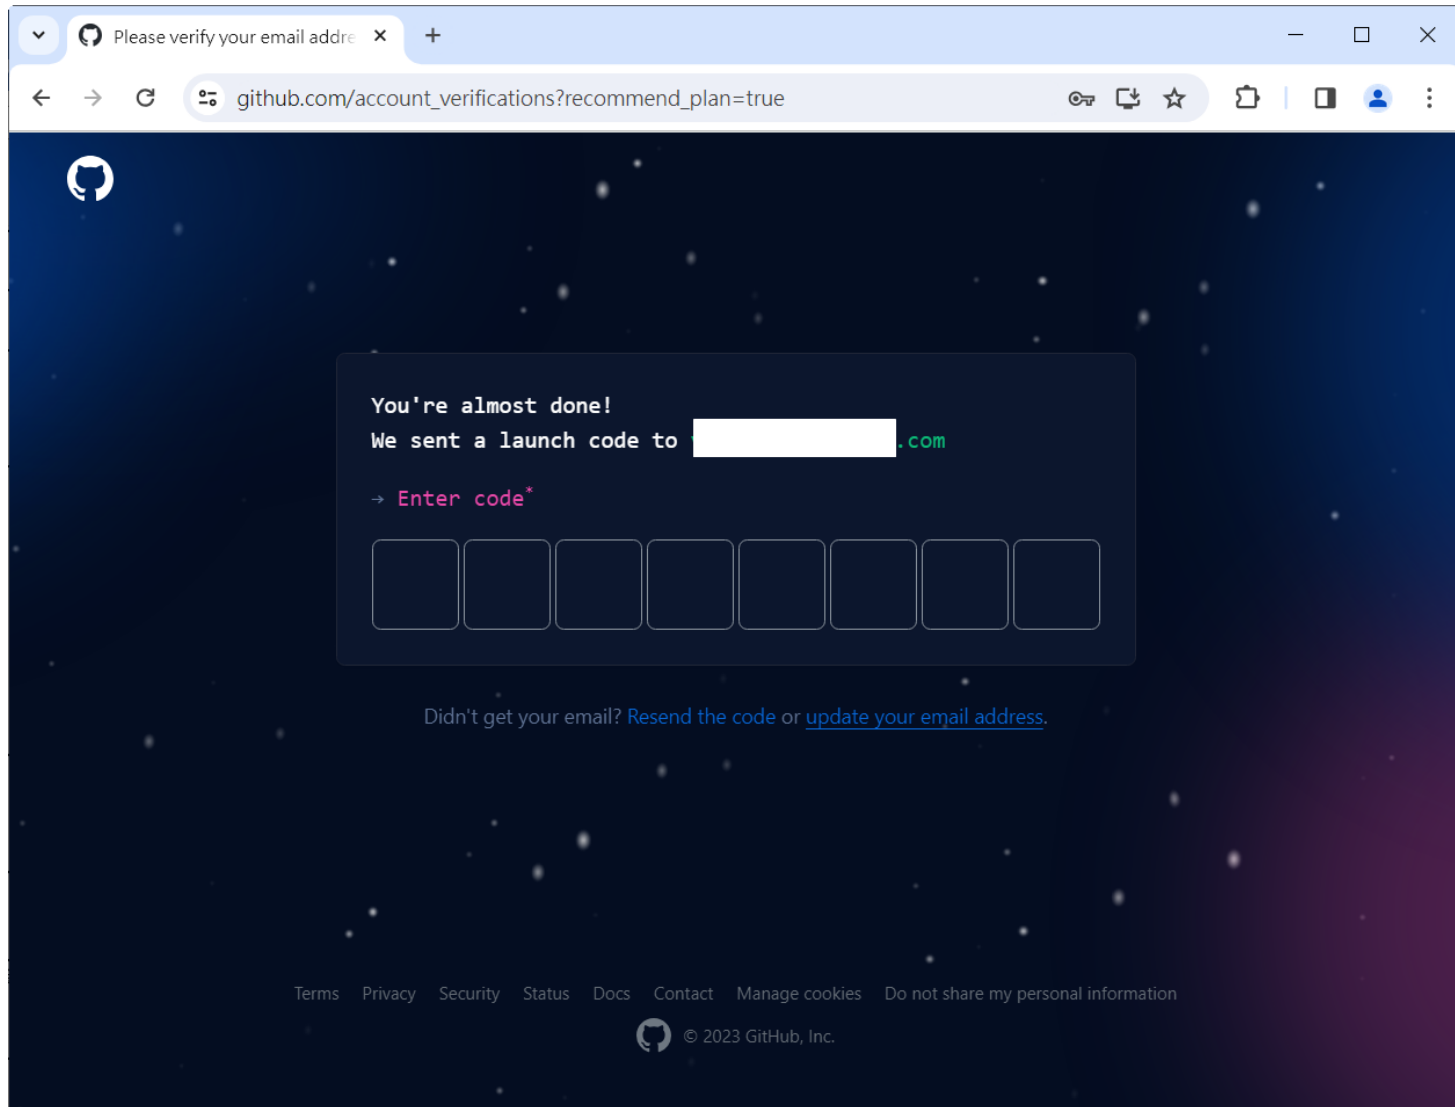 Please verify your email addre
github.com/account_verifications?recommend_plan=true
You're almost done!
We sent a launch code to .com
→ Enter code*
Didn't get your email? Resend the code or update your email address.
Terms Privacy Security Status Docs Contact Manage cookies Do not share my personal information
© 2023 GitHub, Inc.